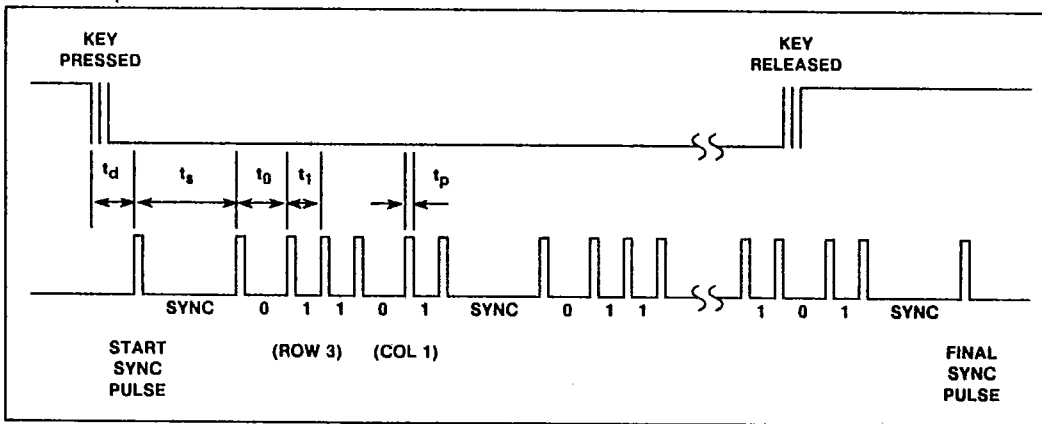 KEY
PRESSED
KEY
RELEASED
td ts t0 t1 tp
SYNC 0 1 1 0 1 SYNC 0 1 1 1 0 1 SYNC
START
SYNC
PULSE
(ROW 3) (COL 1)
FINAL
SYNC
PULSE